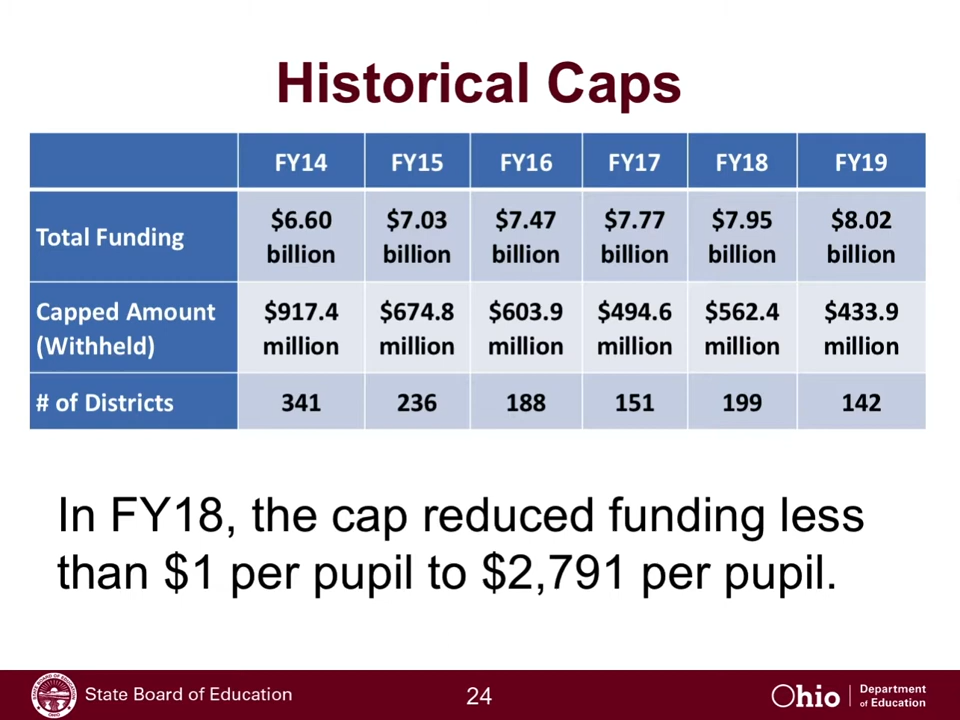 Historical Caps
FY14 FY15 FY16 FY17 FY18 FY19
Total Funding $6.60 billion $7.03 billion $7.47 billion $7.77 billion $7.95 billion $8.02 billion
Capped Amount (Withheld) $917.4 million $674.8 million $603.9 million $494.6 million $562.4 million $433.9 million
# of Districts 341 236 188 151 199 142
In FY18, the cap reduced funding less
than $1 per pupil to $2,791 per pupil.
State Board of Education
24
Ohio
Department
of Education